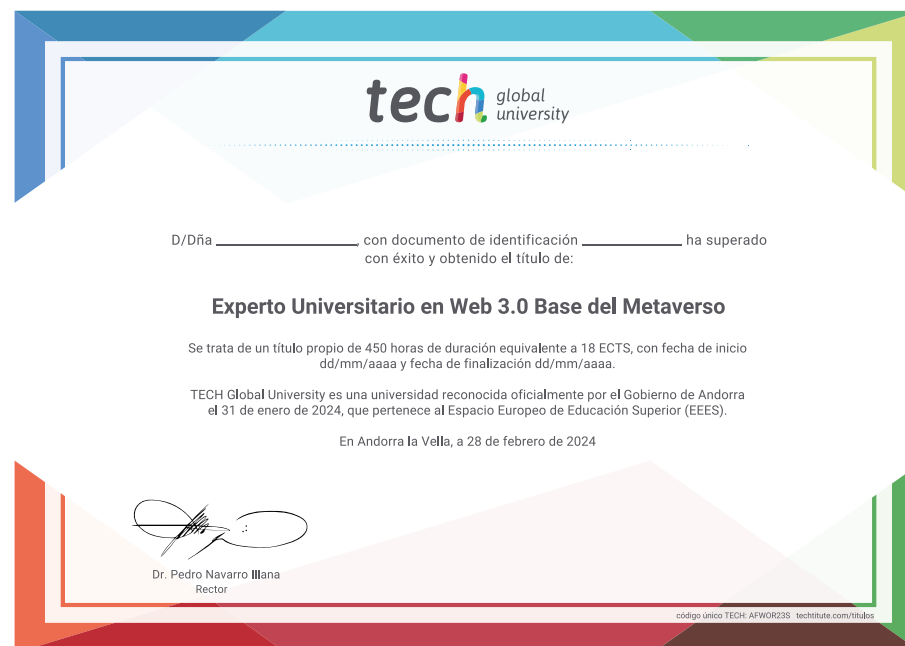 tech global university
D/Dña ____________________, con documento de identificación ______________ ha superado
con éxito y obtenido el título de:
Experto Universitario en Web 3.0 Base del Metaverso
Se trata de un título propio de 450 horas de duración equivalente a 18 ECTS, con fecha de inicio
dd/mm/aaaa y fecha de finalización dd/mm/aaaa.
TECH Global University es una universidad reconocida oficialmente por el Gobierno de Andorra
el 31 de enero de 2024, que pertenece al Espacio Europeo de Educación Superior (EEES).
En Andorra la Vella, a 28 de febrero de 2024
Dr. Pedro Navarro Illana
Rector
código único TECH: AFWOR23S techtitute.com/titulos